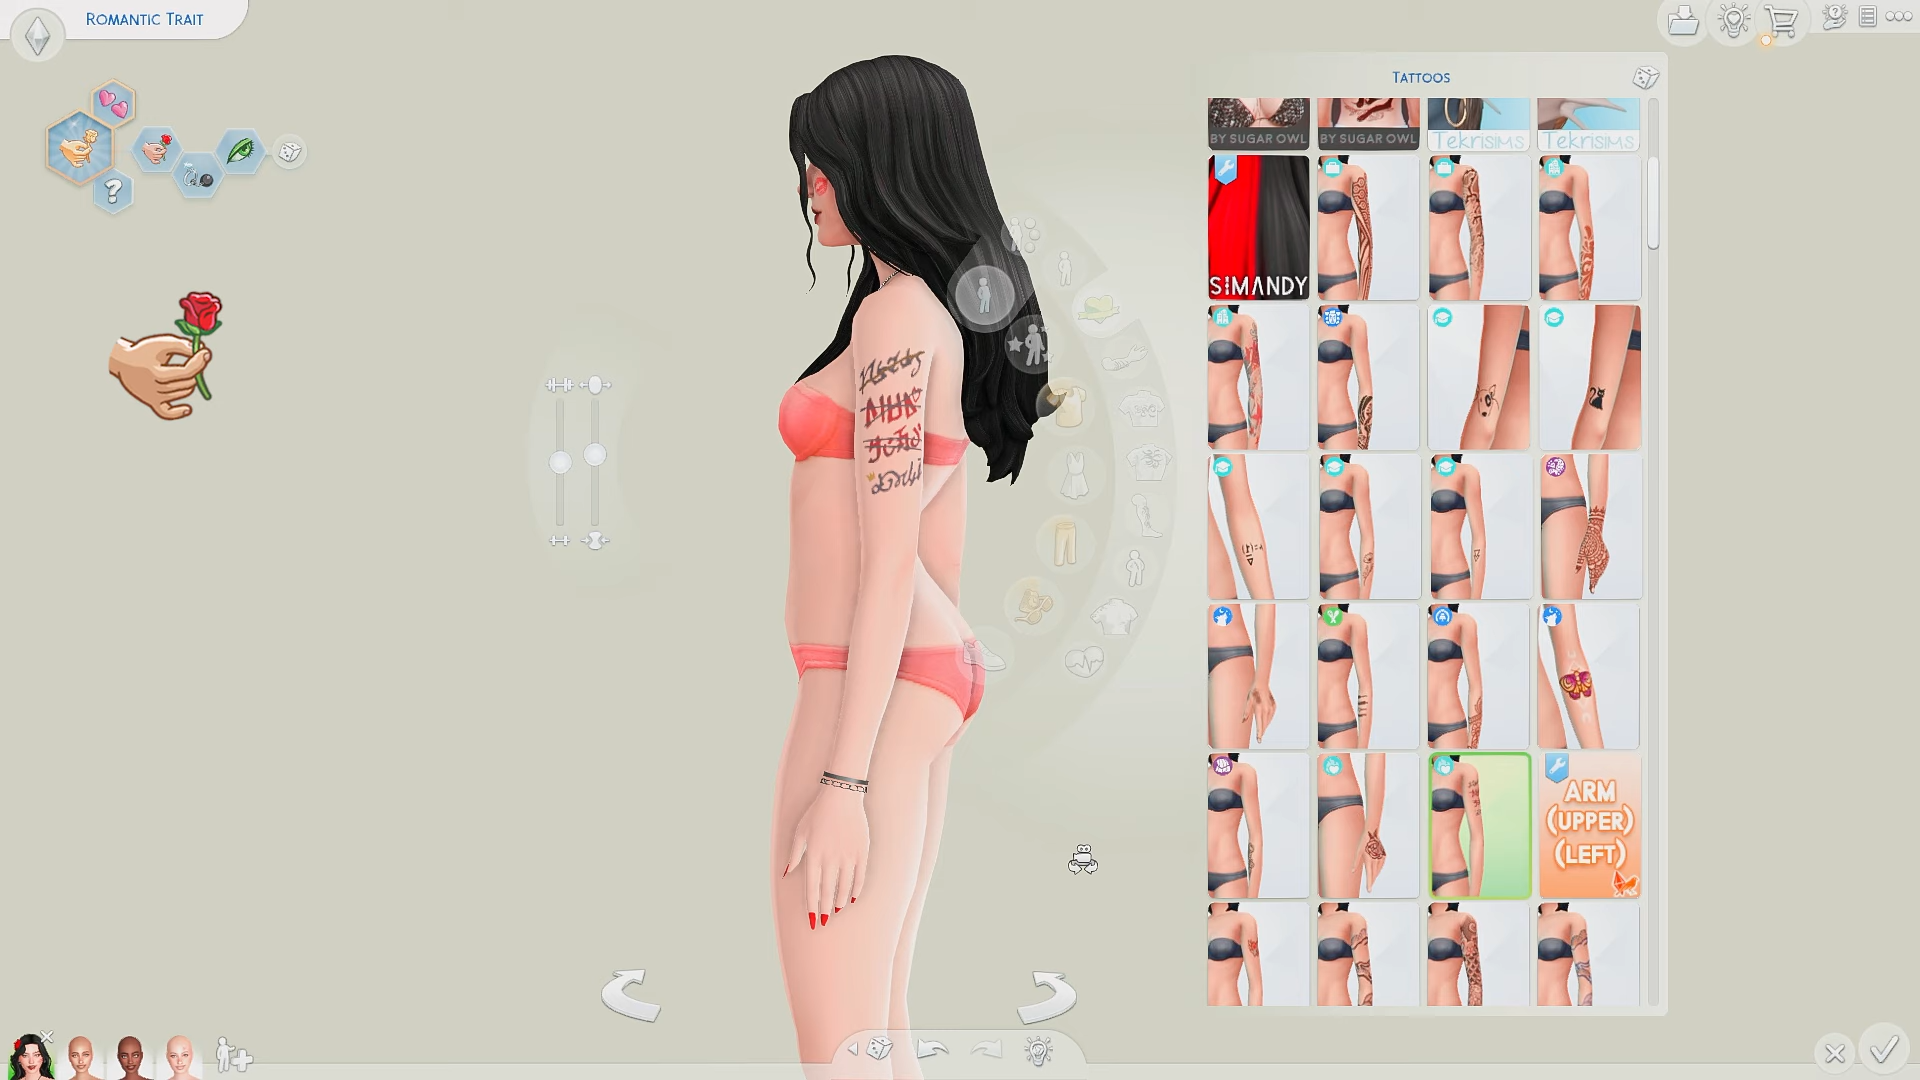 Romantic Trait
Tattoos
BY SUGAR OWL
BY SUGAR OWL
TEKRISIMS
TEKRISIMS
SIMANDY
ARM
(UPPER)
(LEFT)